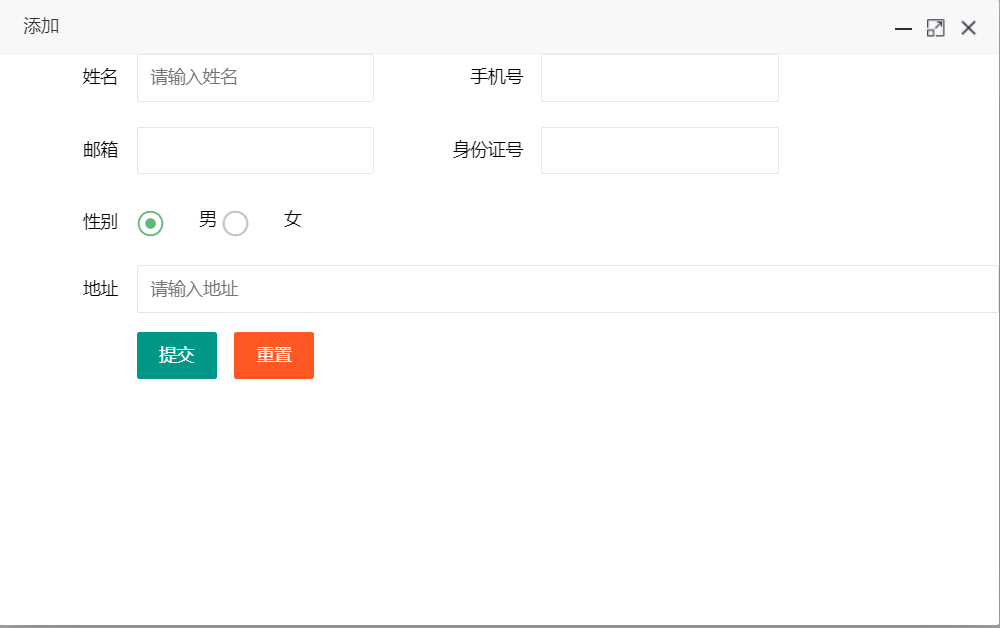 添加
姓名 请输入姓名 手机号
邮箱 身份证号
性别 男 女
地址 请输入地址
提交 重置